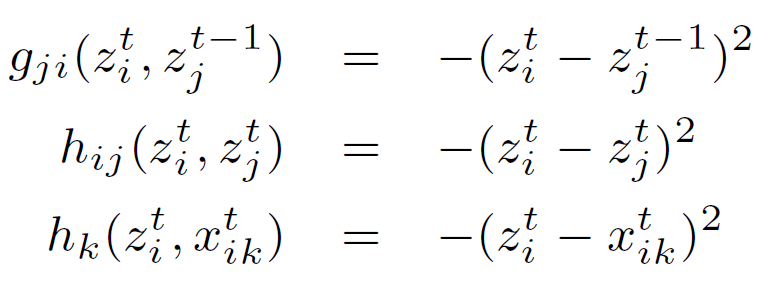 g_{ji}(z_i^t, z_j^{t-1}) = -(z_i^t - z_j^{t-1})^2
h_{ij}(z_i^t, z_j^t) = -(z_i^t - z_j^t)^2
h_k(z_i^t, x_{ik}^t) = -(z_i^t - x_{ik}^t)^2